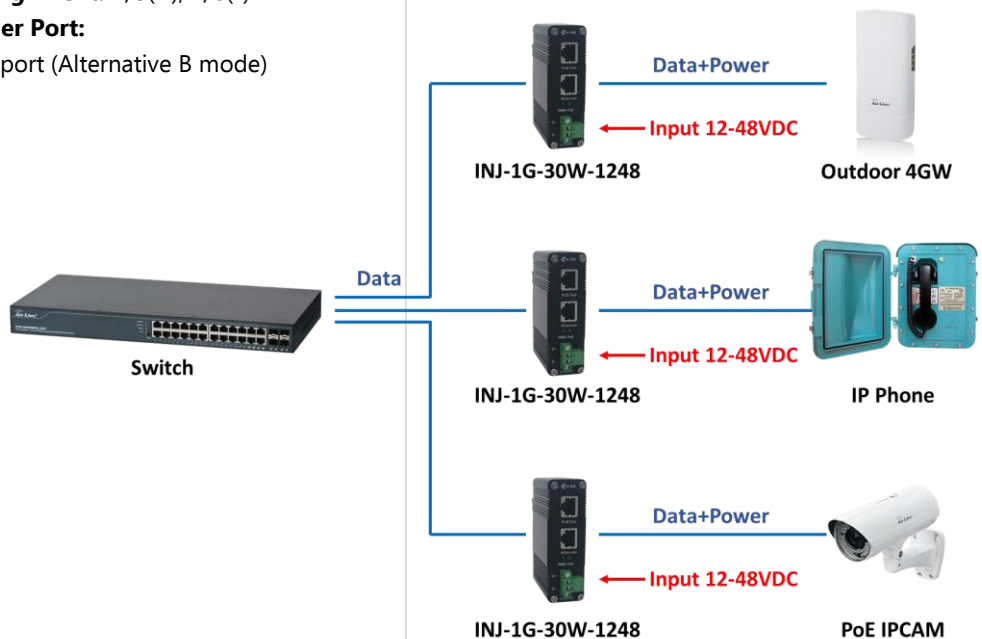 er Port:
port (Alternative B mode)
Data+Power
Input 12-48VDC
INJ-1G-30W-1248
Outdoor 4GW
Data
Data+Power
Input 12-48VDC
Switch
INJ-1G-30W-1248
IP Phone
Data+Power
Input 12-48VDC
INJ-1G-30W-1248
PoE IPCAM